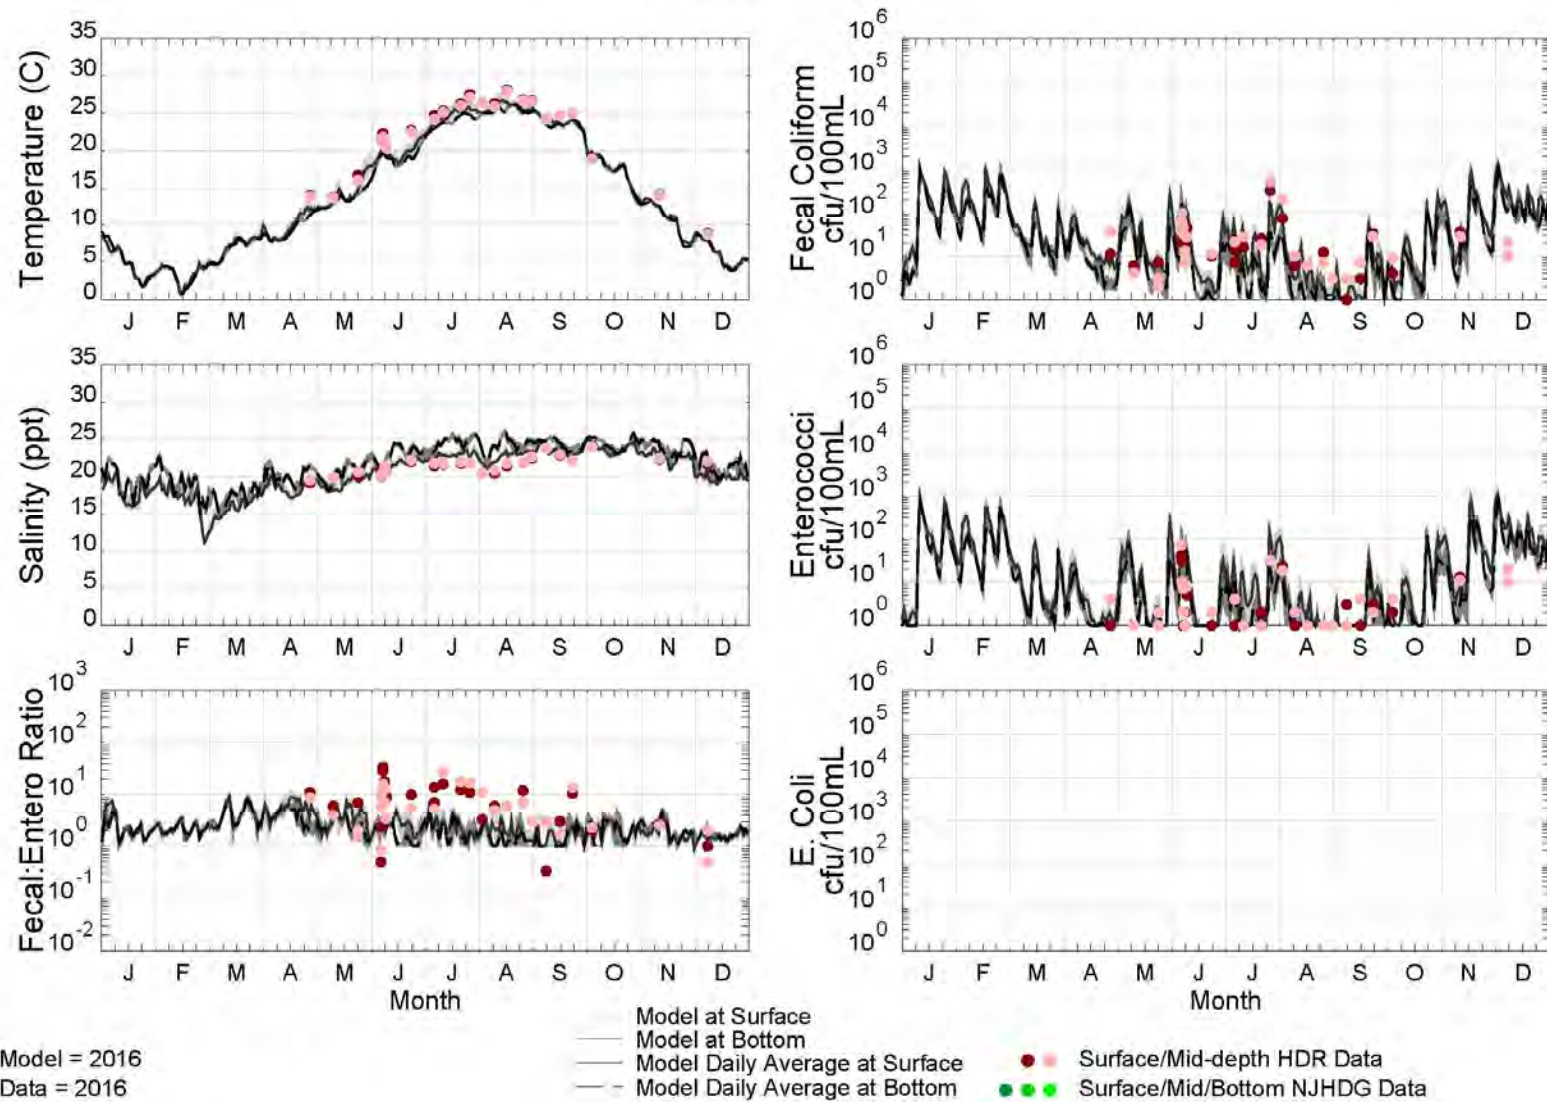 Temperature (C)
35
30
25
20
15
10
5
0
J F M A M J J A S O N D
Fecal Coliform
cfu/100mL
10^6
10^5
10^4
10^3
10^2
10^1
10^0
J F M A M J J A S O N D
Salinity (ppt)
35
30
25
20
15
10
5
0
J F M A M J J A S O N D
Enterococci
cfu/100mL
10^6
10^5
10^4
10^3
10^2
10^1
10^0
J F M A M J J A S O N D
Fecal:Entero Ratio
10^3
10^2
10^1
10^0
10^-1
10^-2
J F M A M J J A S O N D
Month
E. Coli
cfu/100mL
10^6
10^5
10^4
10^3
10^2
10^1
10^0
J F M A M J J A S O N D
Month
Model = 2016
Data = 2016
Model at Surface
Model at Bottom
Model Daily Average at Surface
Model Daily Average at Bottom
Surface/Mid-depth HDR Data
Surface/Mid/Bottom NJHDG Data